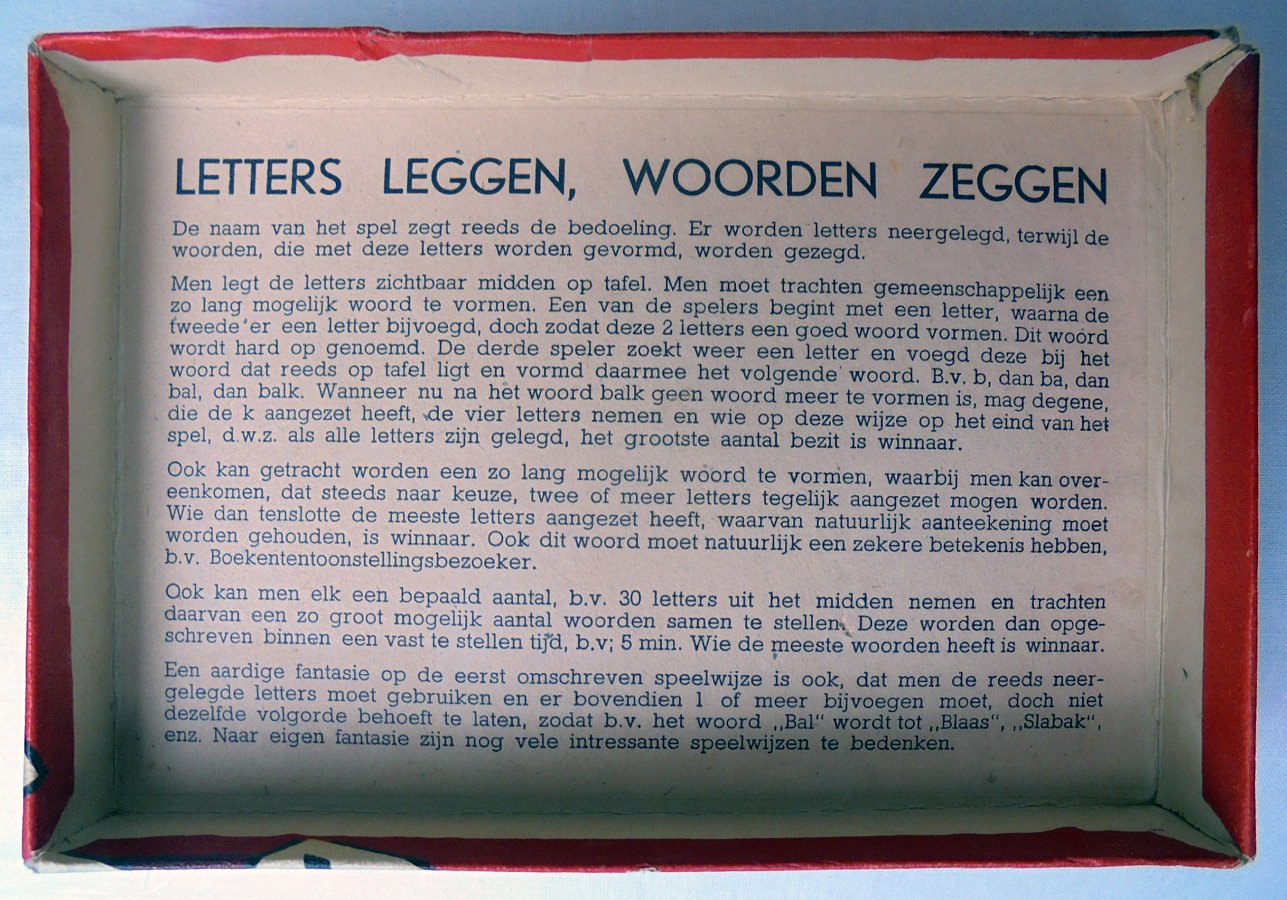 LETTERS LEGGEN, WOORDEN ZEGGEN
De naam van het spel zegt reeds de bedoeling. Er worden letters neergelegd, terwijl de
woorden, die met deze letters worden gevormd, worden gezegd.
Men legt de letters zichtbaar midden op tafel. Men moet trachten gemeenschappelijk een
zo lang mogelijk woord te vormen. Een van de spelers begint met een letter, waarna de
tweede er een letter bijvoegd, doch zodat deze 2 letters een goed woord vormen. Dit woord
wordt hard op genoemd. De derde speler zoekt weer een letter en voegd deze bij het
woord dat reeds op tafel ligt en vormd daarmee het volgende woord. B.v. b, dan ba, dan
bal, dan balk. Wanneer nu na het woord balk geen woord meer te vormen is, mag degene,
die de k aangezet heeft, de vier letters nemen en wie op deze wijze op het eind van het
spel, d.w.z. als alle letters zijn gelegd, het grootste aantal bezit is winnaar.
Ook kan getracht worden een zo lang mogelijk woord te vormen, waarbij men kan over-
eenkomen, dat steeds naar keuze, twee of meer letters tegelijk aangezet mogen worden.
Wie dan tenslotte de meeste letters aangezet heeft, waarvan natuurlijk aanteekening moet
worden gehouden, is winnaar. Ook dit woord moet natuurlijk een zekere betekenis hebben,
b.v. Boekententoonstellingsbezoeker.
Ook kan men elk een bepaald aantal, b.v. 30 letters uit het midden nemen en trachten
daarvan een zo groot mogelijk aantal woorden samen te stellen. Deze worden dan opge-
schreven binnen een vast te stellen tijd, b.v; 5 min. Wie de meeste woorden heeft is winnaar.
Een aardige fantasie op de eerst omschreven speelwijze is ook, dat men de reeds neer-
gelegde letters moet gebruiken en er bovendien 1 of meer bijvoegen moet, doch niet
dezelfde volgorde behoeft te laten, zodat b.v. het woord „Bal" wordt tot „Blaas", „Slabak",
enz. Naar eigen fantasie zijn nog vele intressante speelwijzen te bedenken.